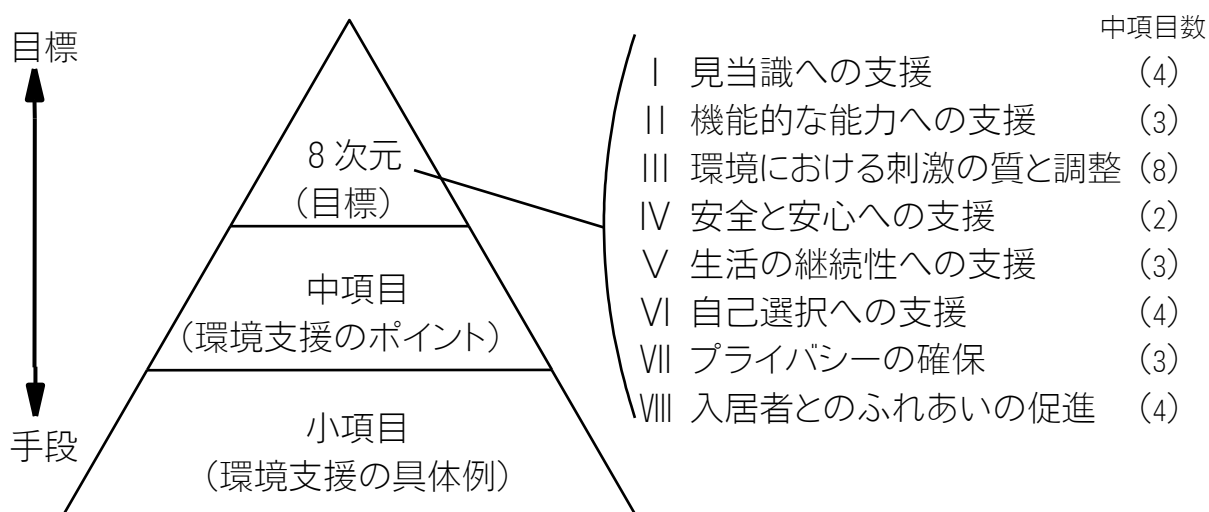 目標
手段
8次元
（目標）
中項目
（環境支援のポイント）
小項目
（環境支援の具体例）
中項目数
Ⅰ 見当識への支援 （4）
Ⅱ 機能的な能力への支援 （3）
Ⅲ 環境における刺激の質と調整 （8）
Ⅳ 安全と安心への支援 （2）
Ⅴ 生活の継続性への支援 （3）
Ⅵ 自己選択への支援 （4）
Ⅶ プライバシーの確保 （3）
Ⅷ 入居者とのふれあいの促進 （4）